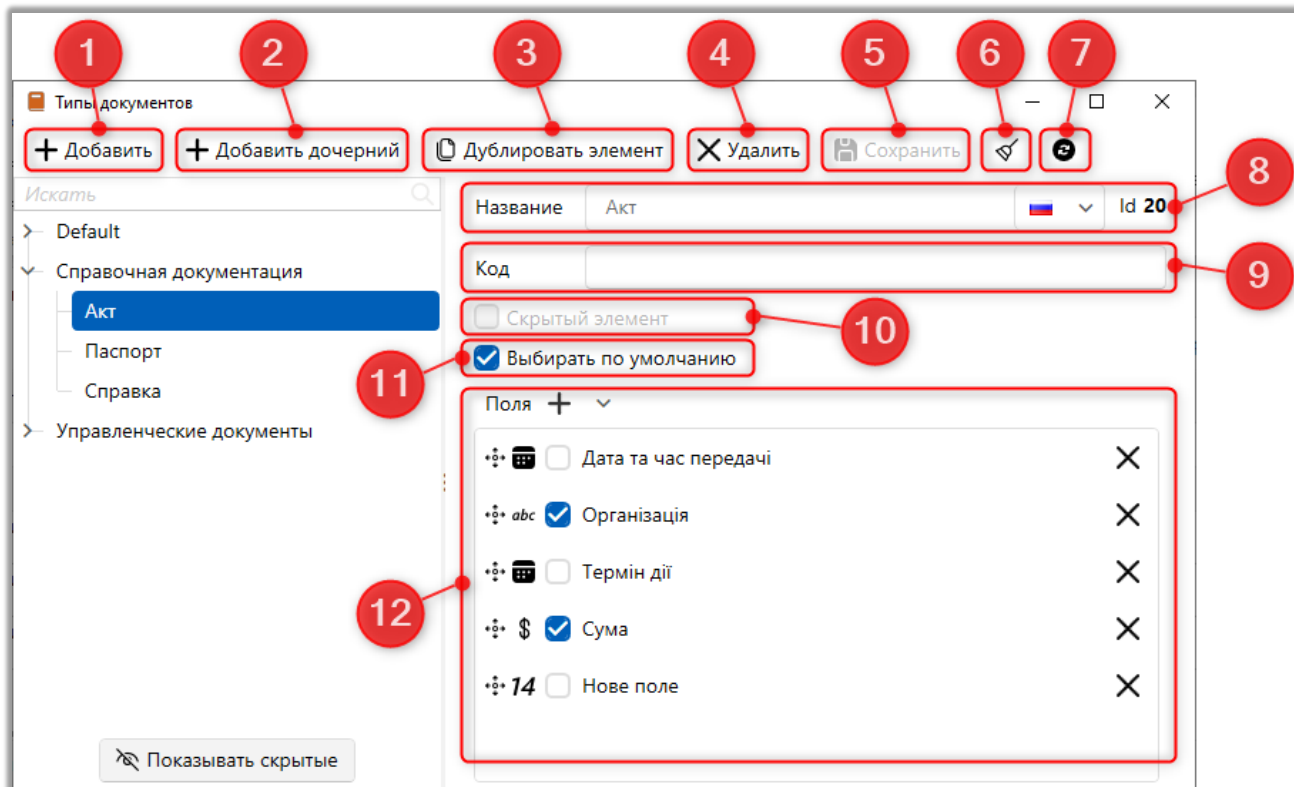 1 2 3 4 5 6 7
Типы документов
Добавить Добавить дочерний Дублировать элемент Удалить Сохранить
Искать
Название Акт Id 20 8
Default
Код 9
Справочная документация
Акт
Скрытый элемент 10
Паспорт
Выбирать по умолчанию
11
Справка
Поля
Управленческие документы
Дата та час передачі
abc Організація
Термін дії
12
$ Сума
14 Нове поле
Показывать скрытые